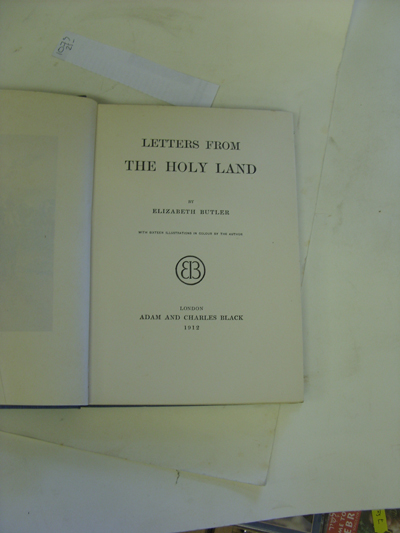 LETTERS FROM
THE HOLY LAND
BY
ELIZABETH BUTLER
WITH SIXTEEN ILLUSTRATIONS IN COLOUR BY THE AUTHOR
LONDON
ADAM AND CHARLES BLACK
1912